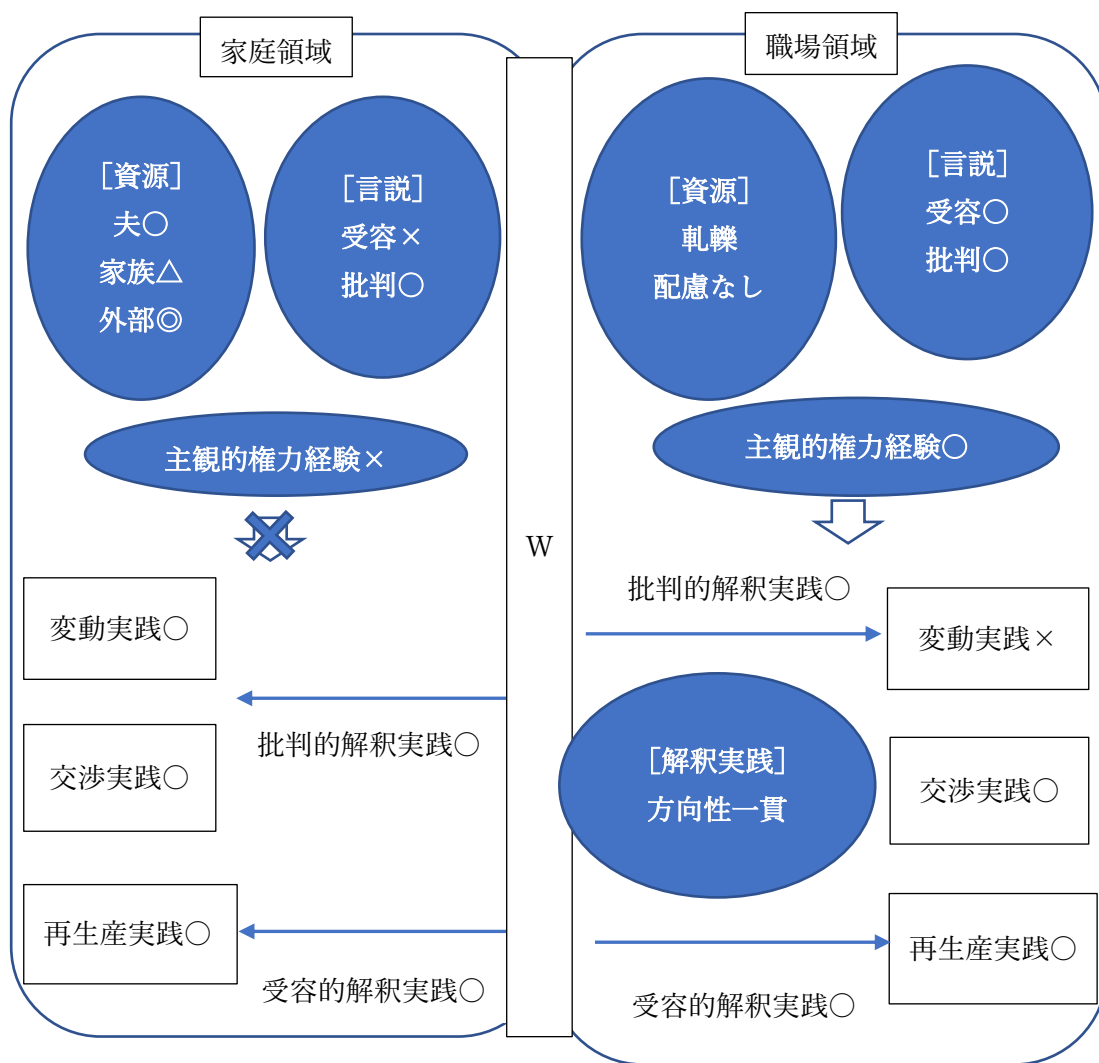 家庭領域
[資源]
夫○
家族△
外部◎
[言説]
受容×
批判○
主観的権力経験×
変動実践○
批判的解釈実践○
交渉実践○
再生産実践○
受容的解釈実践○
W
職場領域
[資源]
軋轢
配慮なし
[言説]
受容○
批判○
主観的権力経験○
批判的解釈実践○
変動実践×
[解釈実践]
方向性一貫
交渉実践○
再生産実践○
受容的解釈実践○